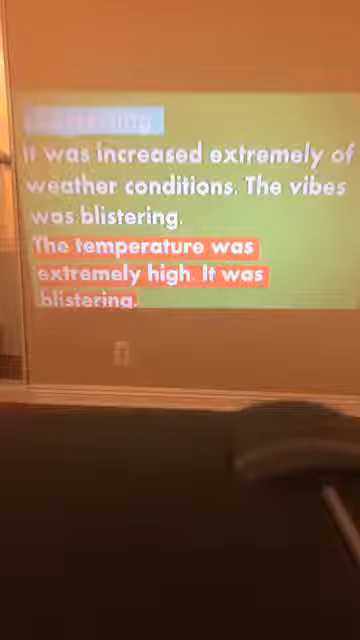 It was increased extremely of
weather conditions. The vibes
was blistering.
The temperature was
extremely high. It was
blistering.